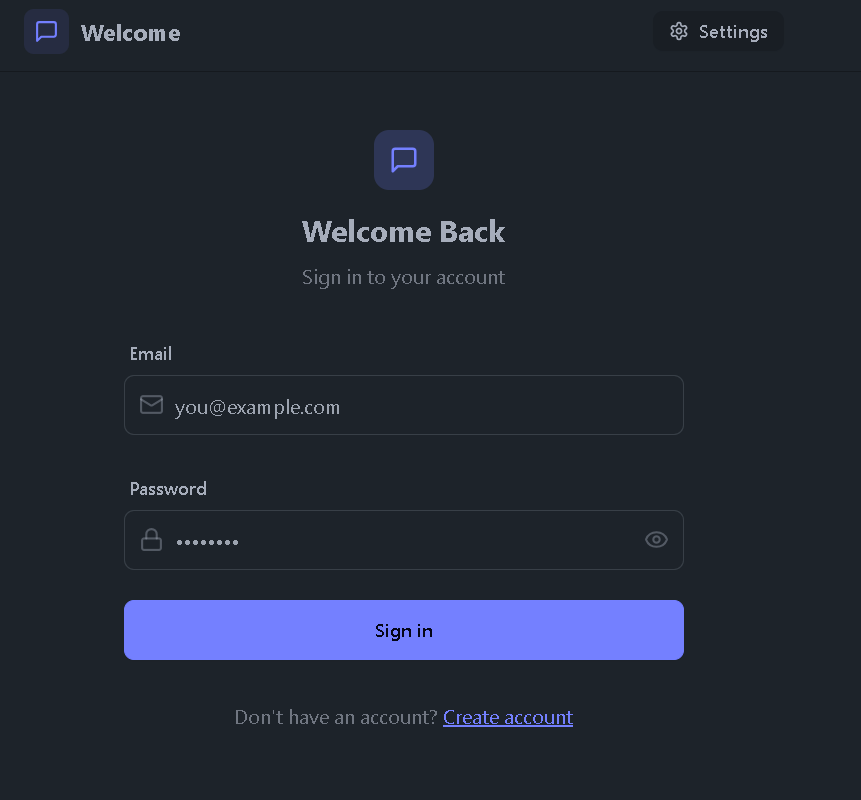 Welcome
Settings
Welcome Back
Sign in to your account
Email
you@example.com
Password
••••••••
Sign in
Don't have an account? Create account